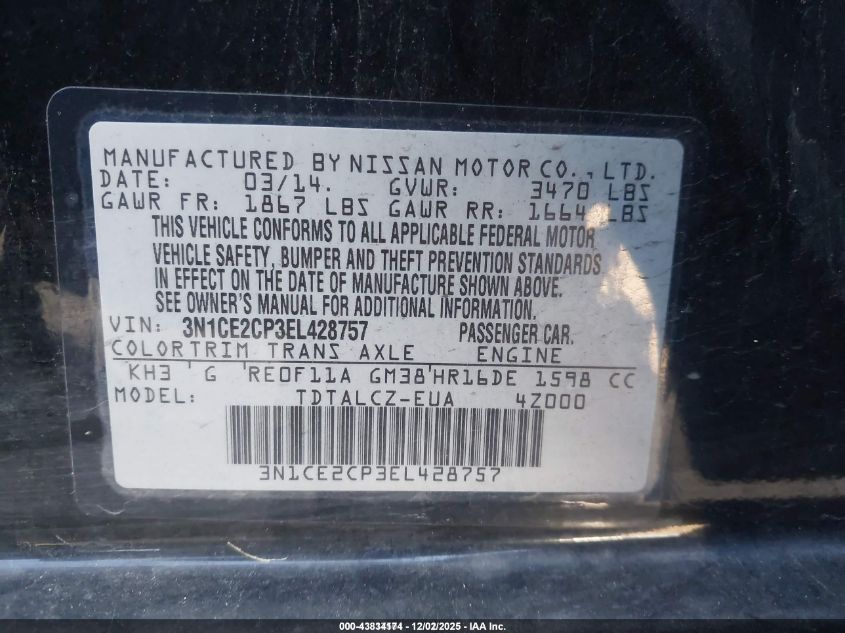 MANUFACTURED BY NISSAN MOTOR CO., LTD.
DATE: 03/14. GVWR: 3470 LBS
GAWR FR: 1867 LBS GAWR RR: 1664 LBS
THIS VEHICLE CONFORMS TO ALL APPLICABLE FEDERAL MOTOR
VEHICLE SAFETY, BUMPER AND THEFT PREVENTION STANDARDS
IN EFFECT ON THE DATE OF MANUFACTURE SHOWN ABOVE.
SEE OWNER'S MANUAL FOR ADDITIONAL INFORMATION.
VIN: 3N1CE2CP3EL428757 PASSENGER CAR.
COLORTRIM TRANS AXLE ENGINE
KH3 G RE0F11A GM38 HR16DE 1598 CC
MODEL: TDTALCZ-EUA 4Z000
3N1CE2CP3EL428757
000-43834174 - 12/02/2025 - IAA Inc.